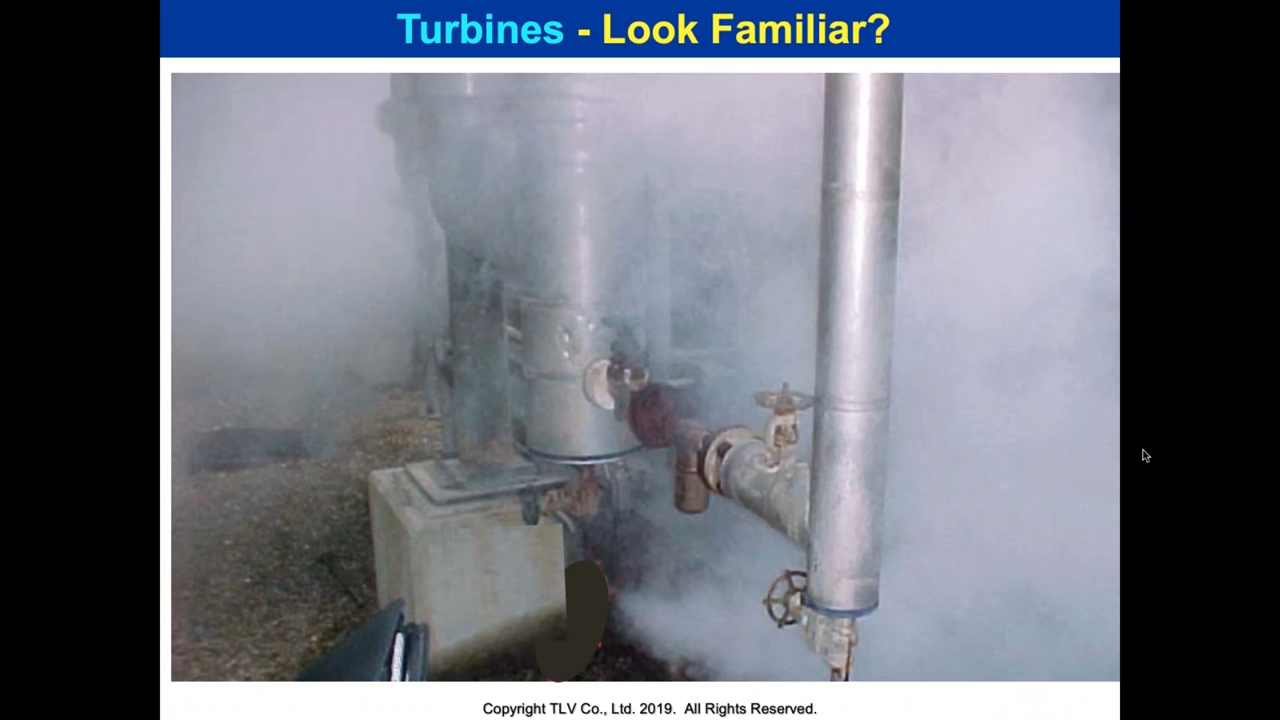 Turbines - Look Familiar?
Copyright TLV Co., Ltd. 2019. All Rights Reserved.